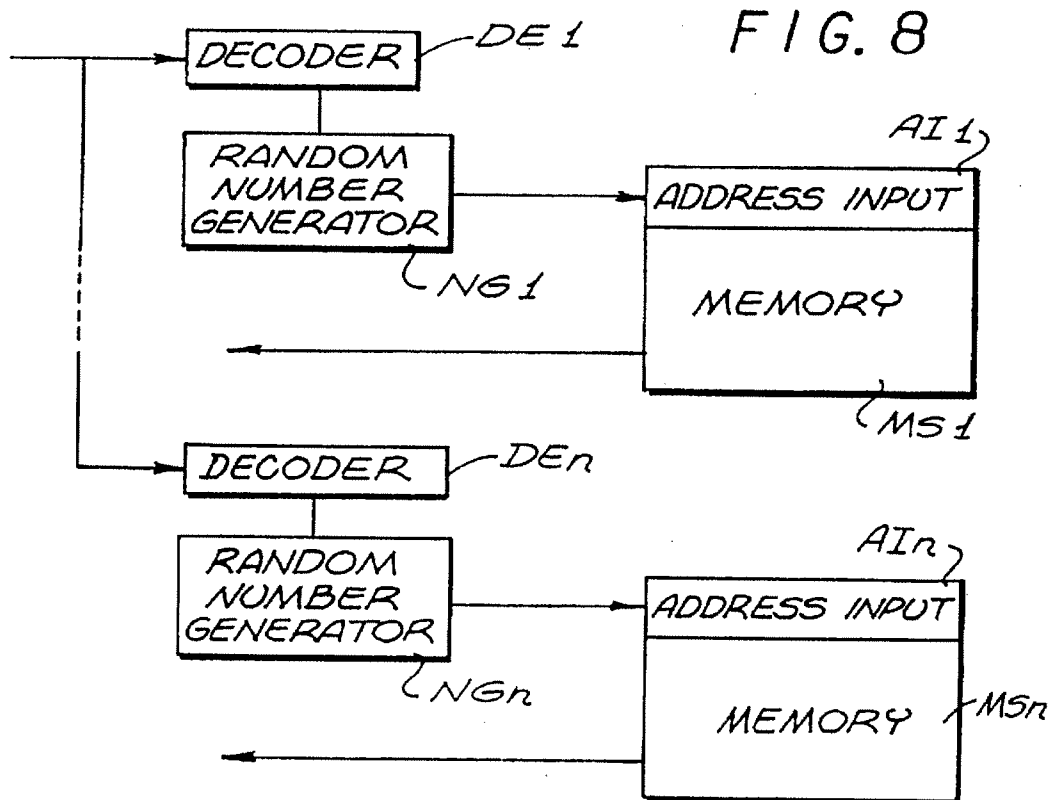 FIG. 8
DECODER
DE1
RANDOM
NUMBER
GENERATOR
NG1
AI1
ADDRESS INPUT
MEMORY
MS1
DECODER
DEn
RANDOM
NUMBER
GENERATOR
NGn
AIn
ADDRESS INPUT
MEMORY
MSn